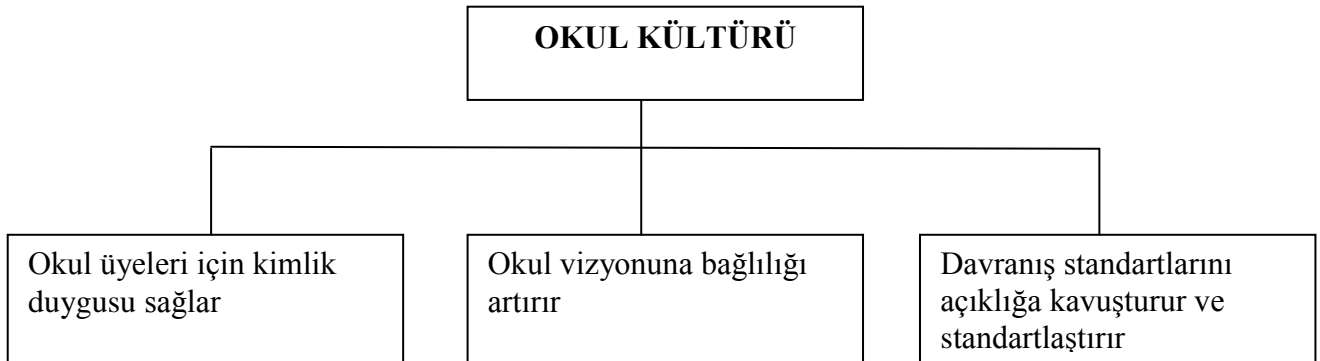 OKUL KÜLTÜRÜ
Okul üyeleri için kimlik
duygusu sağlar
Okul vizyonuna bağlılığı
artırır
Davranış standartlarını
açıklığa kavuşturur ve
standartlaştırır